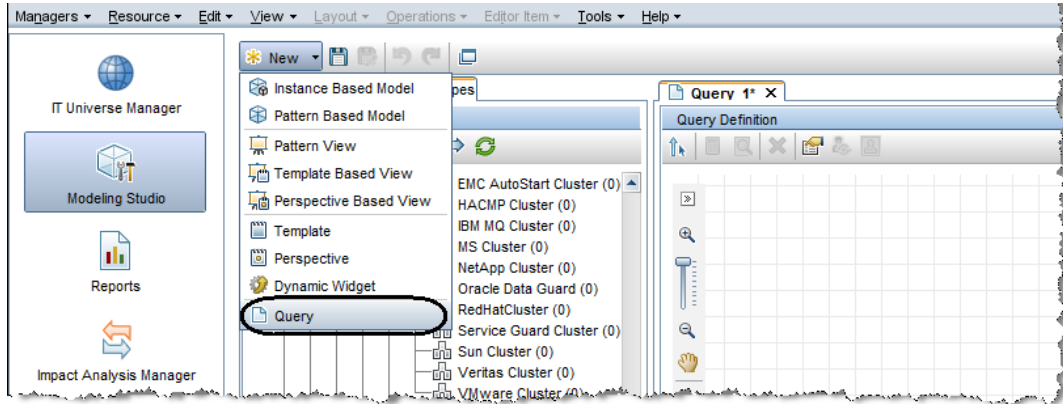 Managers Resource Edit View Layout Operations Editor Item Tools Help
New
IT Universe Manager
Modeling Studio
Reports
Impact Analysis Manager
Instance Based Model
Pattern Based Model
Pattern View
Template Based View
Perspective Based View
Template
Perspective
Dynamic Widget
Query
pes
EMC AutoStart Cluster (0)
HACMP Cluster (0)
IBM MQ Cluster (0)
MS Cluster (0)
NetApp Cluster (0)
Oracle Data Guard (0)
RedHatCluster (0)
Service Guard Cluster (0)
Sun Cluster (0)
Veritas Cluster (0)
VMware Cluster (0)
Query 1* X
Query Definition